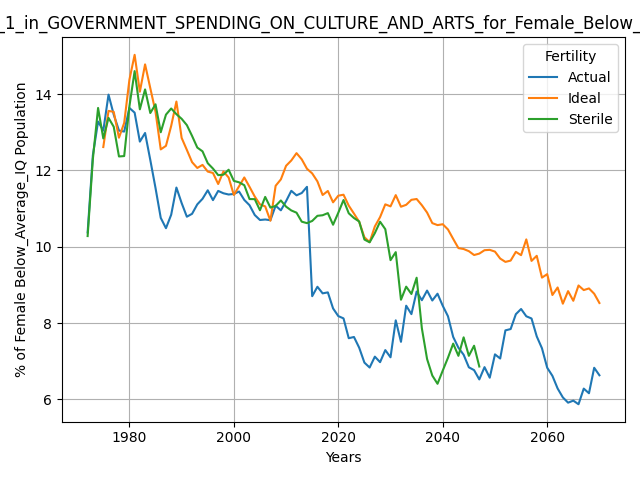 _1_in_GOVERNMENT_SPENDING_ON_CULTURE_AND_ARTS_for_Female_Below_
Fertility
Actual
Ideal
Sterile
% of Female Below_Average_IQ Population
14
12
10
8
6
1980
2000
2020
2040
2060
Years